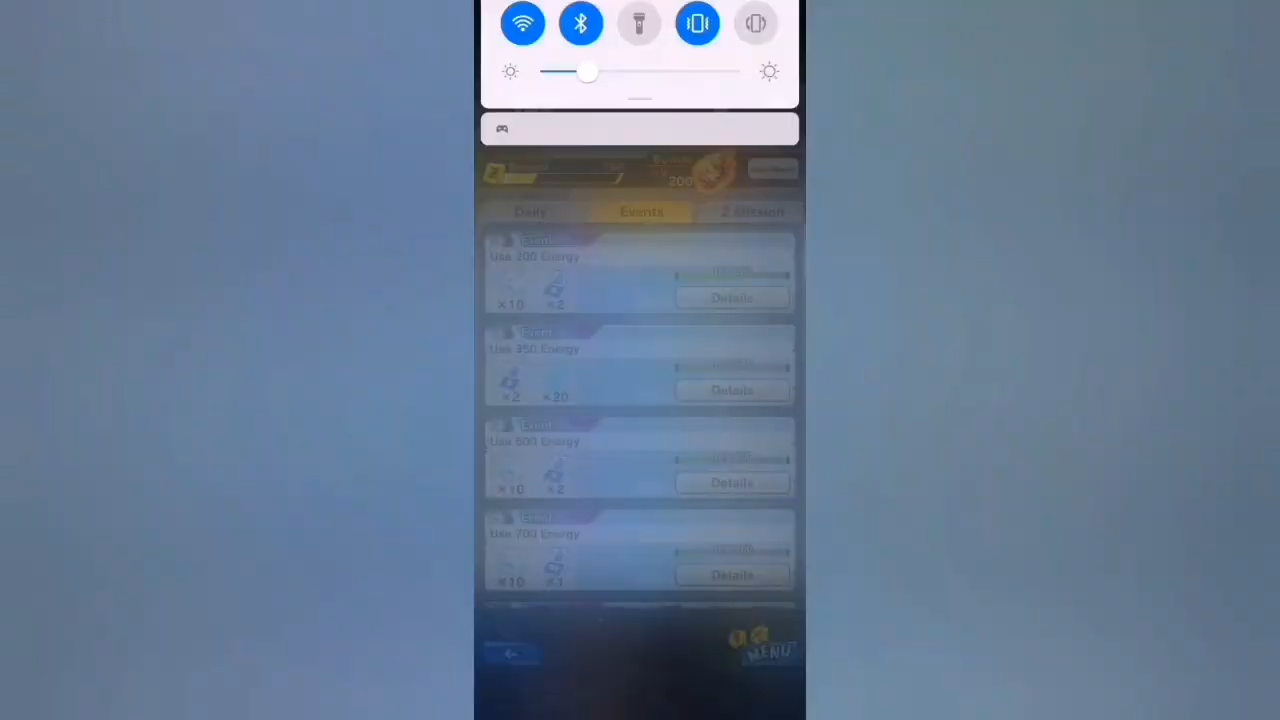 200
Daily Events Z Mission
Event
Use 200 Energy
×10 ×2
Details
Event
Use 350 Energy
×2 ×20
Details
Event
Use 500 Energy
×10 ×2
Details
Event
Use 700 Energy
×10
Details
MENU